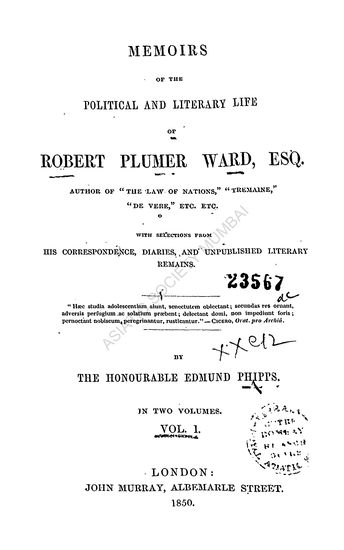 MEMOIRS
OF THE
POLITICAL AND LITERARY LIFE
OF
ROBERT PLUMER WARD, ESQ.
AUTHOR OF "THE LAW OF NATIONS," "TREMAINE,"
"DE VERE," ETC. ETC.
WITH SELECTIONS FROM
HIS CORRESPONDENCE, DIARIES, AND UNPUBLISHED LITERARY
REMAINS.
23567
"Hæc studia adolescentiam alunt, senectutem oblectant; secundas res ornant,
adversis perfugium ac solatium præbent; delectant domi, non impediunt foris;
pernoctant nobiscum, peregrinantur, rusticantur."—CICERO, Orat. pro Archiâ.
BY
THE HONOURABLE EDMUND PHIPPS.
IN TWO VOLUMES.
VOL. I.
LONDON:
JOHN MURRAY, ALBEMARLE STREET.
1850.
ASIATIC SOCIETY MUMBAI